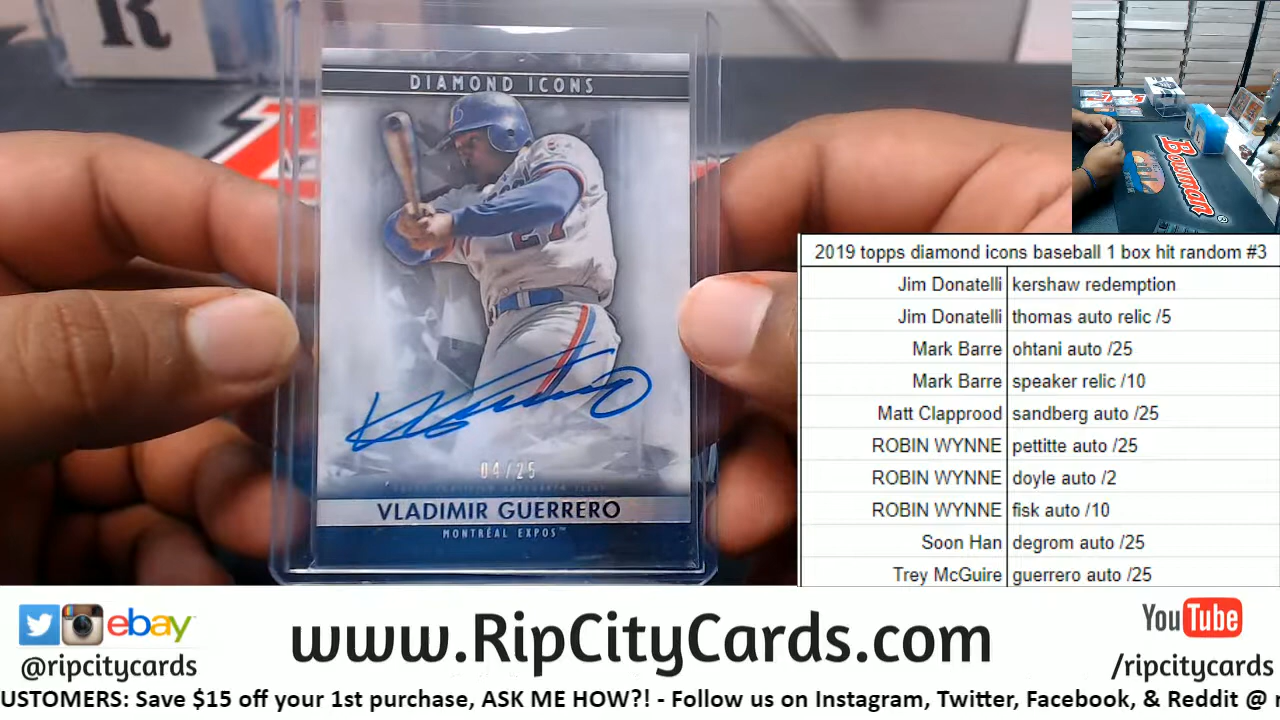 R
DIAMOND ICONS
27
04/25
VLADIMIR GUERRERO
MONTRÉAL EXPOS™
Bowman
2019 topps diamond icons baseball 1 box hit random #3
Jim Donatelli kershaw redemption
Jim Donatelli thomas auto relic /5
Mark Barre ohtani auto /25
Mark Barre speaker relic /10
Matt Clapprood sandberg auto /25
ROBIN WYNNE pettitte auto /25
ROBIN WYNNE doyle auto /2
ROBIN WYNNE fisk auto /10
Soon Han degrom auto /25
Trey McGuire guerrero auto /25
ebay
@ripcitycards
www.RipCityCards.com
YouTube
/ripcitycards
USTOMERS: Save $15 off your 1st purchase, ASK ME HOW?! - Follow us on Instagram, Twitter, Facebook, & Reddit @